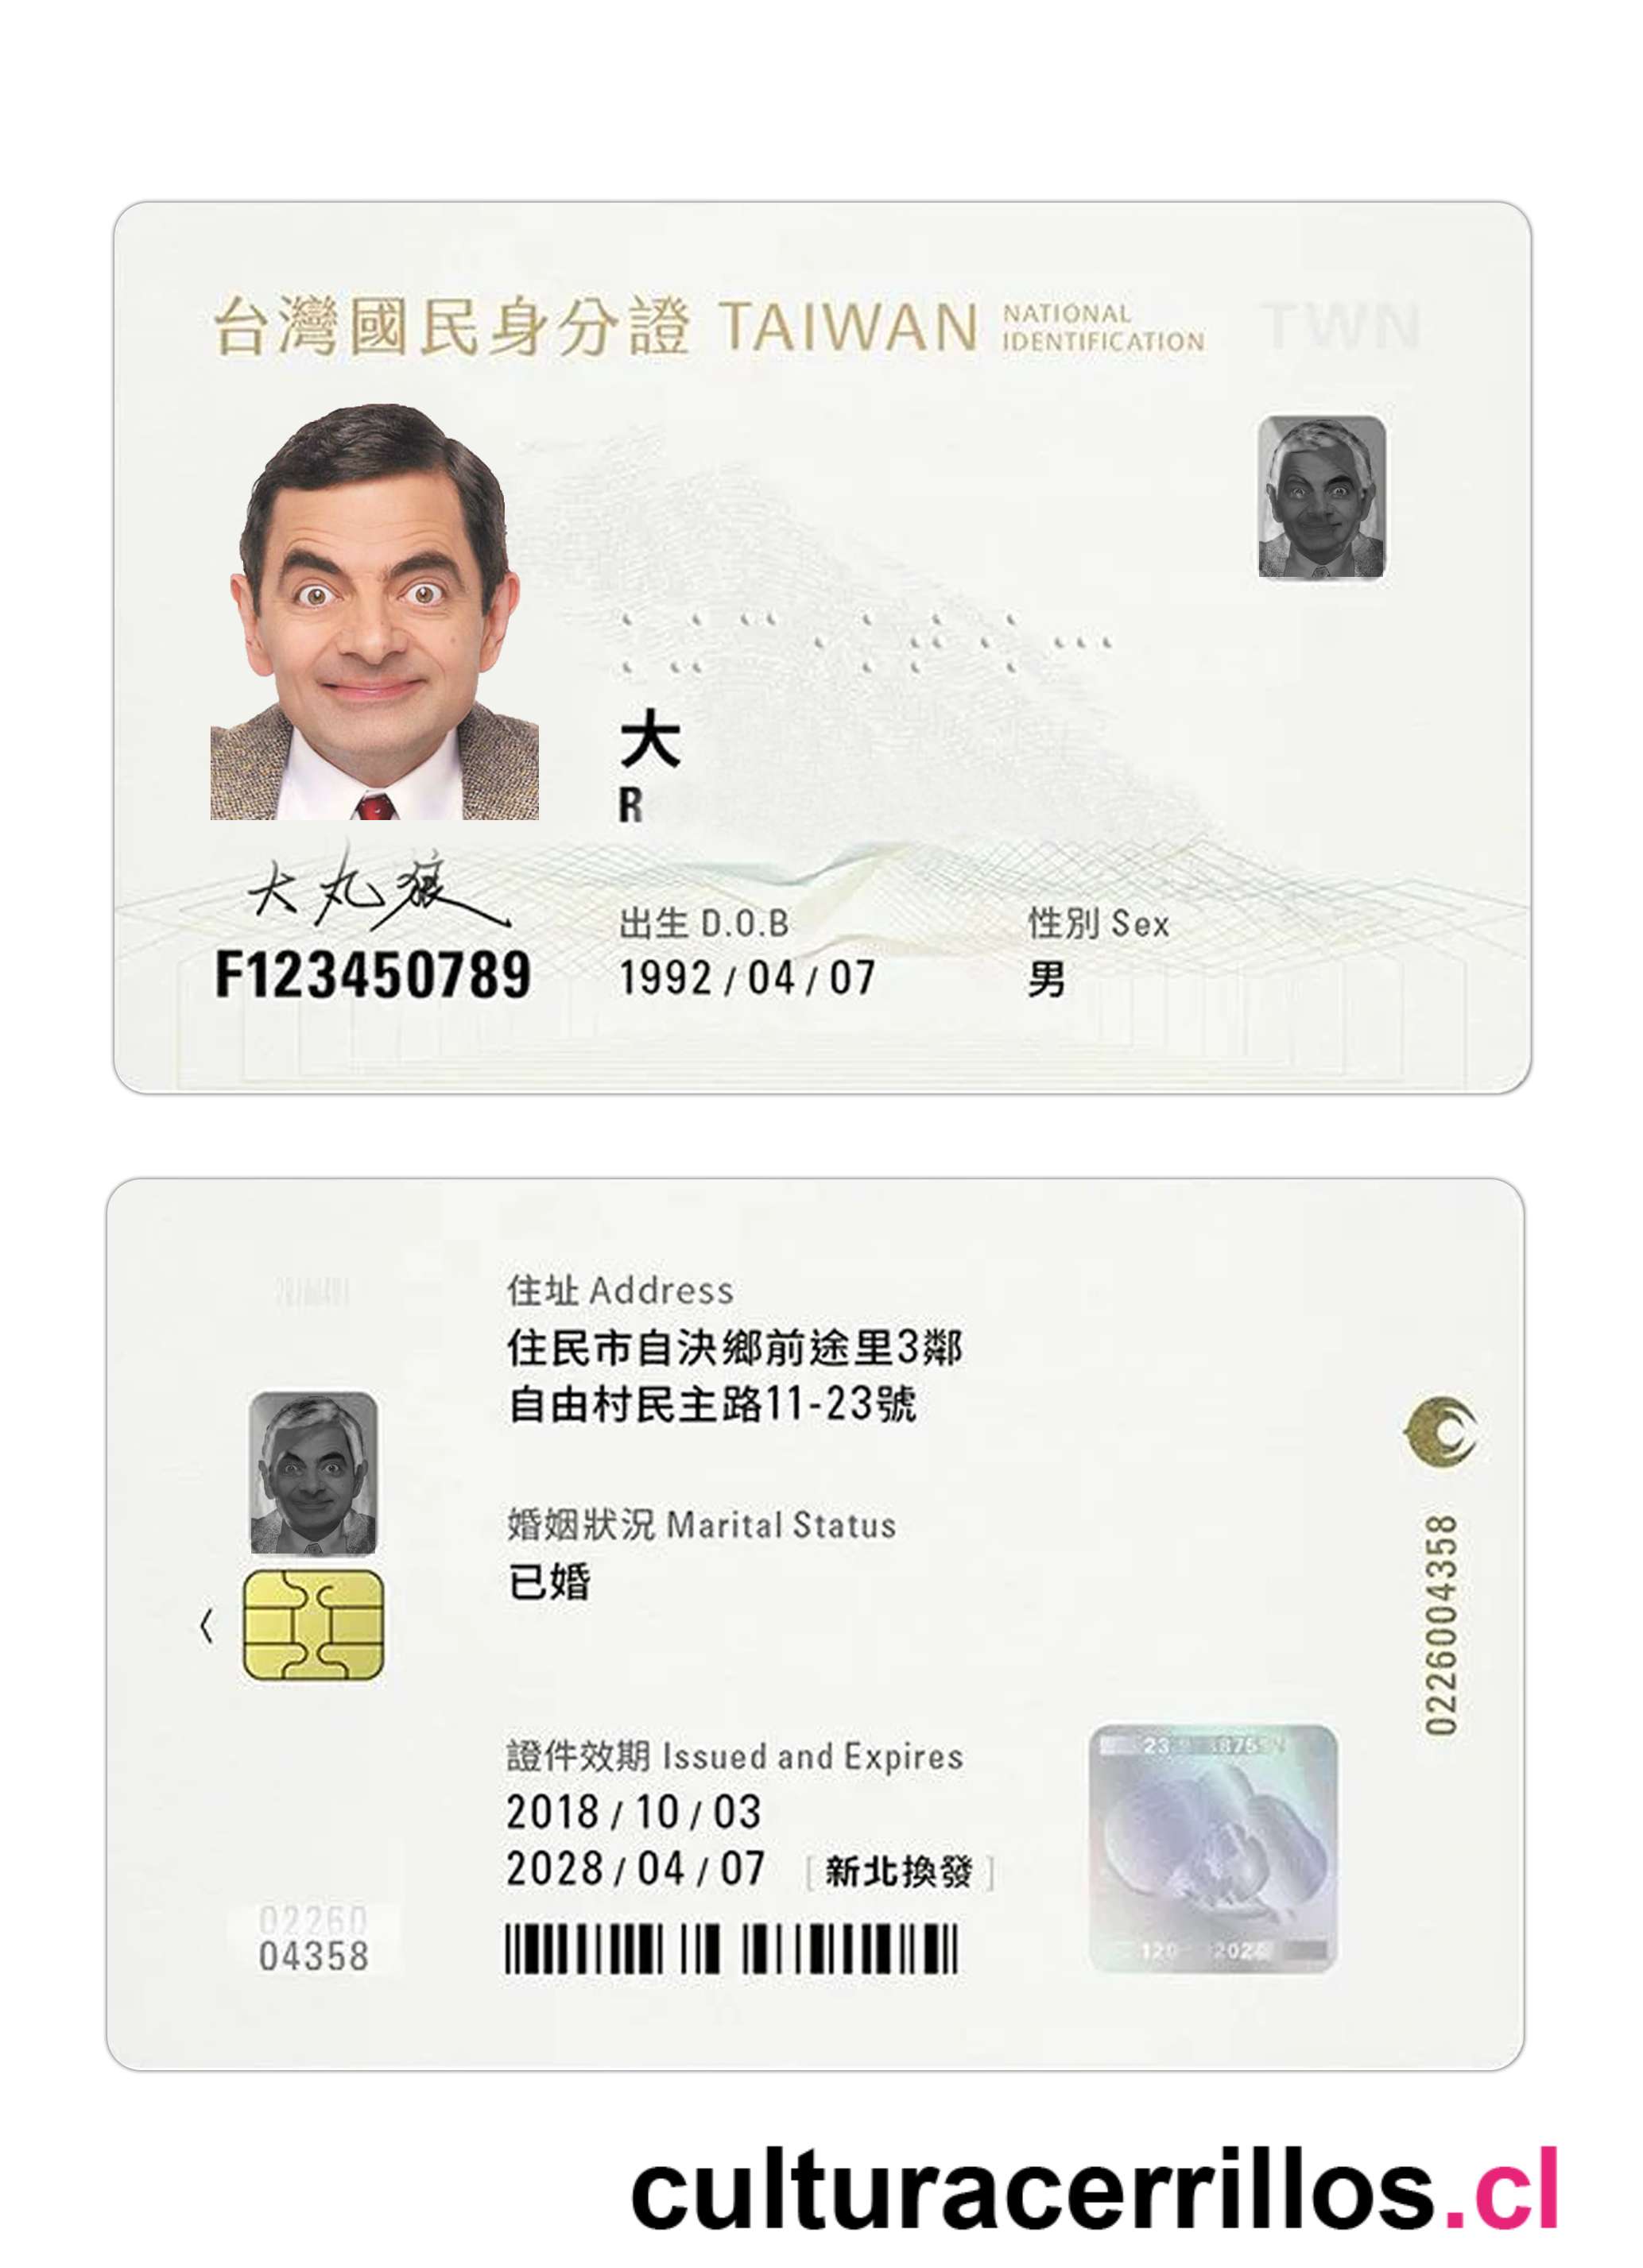 台灣國民身分證 TAIWAN NATIONAL IDENTIFICATION TWN
大
R
大丸狼
出生 D.O.B
性別 Sex
F123450789
1992 / 04 / 07
男
住址 Address
住民市自決鄉前途里3鄰
自由村民主路11-23號
婚姻狀況 Marital Status
已婚
證件效期 Issued and Expires
2018 / 10 / 03
2028 / 04 / 07 [ 新北換發 ]
02260
04358
0226004358
culturacerrillos.cl